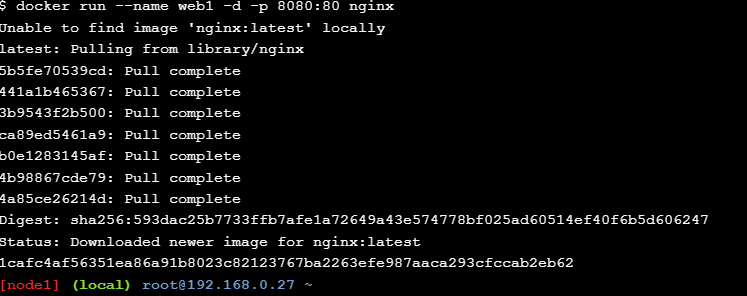 $ docker run --name web1 -d -p 8080:80 nginx
Unable to find image 'nginx:latest' locally
latest: Pulling from library/nginx
5b5fe70539cd: Pull complete
441a1b465367: Pull complete
3b9543f2b500: Pull complete
ca89ed5461a9: Pull complete
b0e1283145af: Pull complete
4b98867cde79: Pull complete
4a85ce26214d: Pull complete
Digest: sha256:593dac25b7733ffb7afe1a72649a43e574778bf025ad60514ef40f6b5d606247
Status: Downloaded newer image for nginx:latest
1cafc4af56351ea86a91b8023c82123767ba2263efe987aaca293cfccab2eb62
[node1] (local) root@192.168.0.27 ~